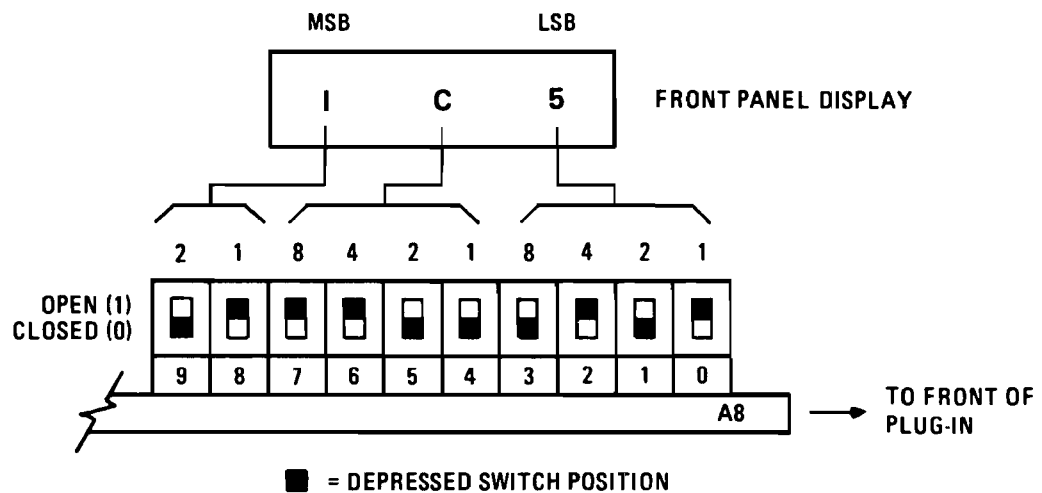 MSB LSB
I C 5 FRONT PANEL DISPLAY
2 1 8 4 2 1 8 4 2 1
OPEN (1)
CLOSED (0)
9 8 7 6 5 4 3 2 1 0
A8
TO FRONT OF
PLUG-IN
= DEPRESSED SWITCH POSITION